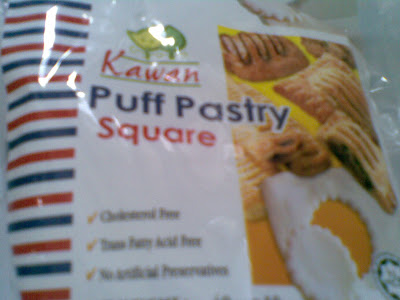 Kawan
Puff Pastry
Square
Cholesterol Free
Trans Fatty Acid Free
No Artificial Preservatives